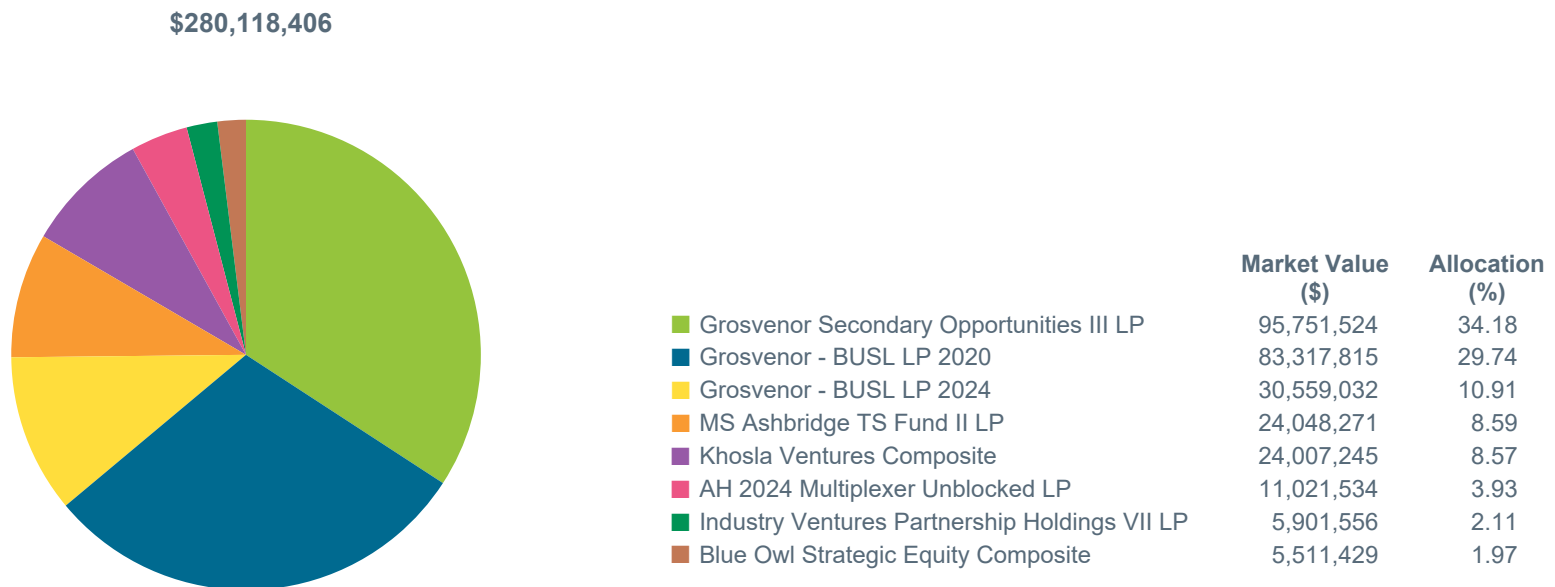 $280,118,406
Market Value Allocation
($) (%)
Grosvenor Secondary Opportunities III LP 95,751,524 34.18
Grosvenor - BUSL LP 2020 83,317,815 29.74
Grosvenor - BUSL LP 2024 30,559,032 10.91
MS Ashbridge TS Fund II LP 24,048,271 8.59
Khosla Ventures Composite 24,007,245 8.57
AH 2024 Multiplexer Unblocked LP 11,021,534 3.93
Industry Ventures Partnership Holdings VII LP 5,901,556 2.11
Blue Owl Strategic Equity Composite 5,511,429 1.97